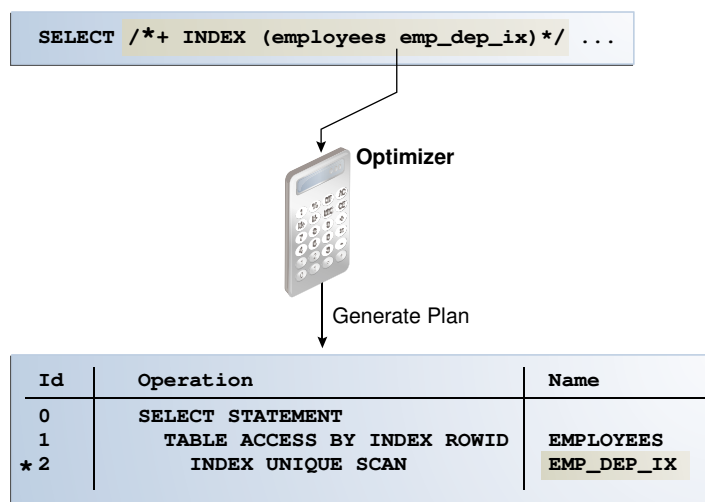 SELECT /*+ INDEX (employees emp_dep_ix)*/ ...
Optimizer
Generate Plan
Id Operation Name
0 SELECT STATEMENT
1 TABLE ACCESS BY INDEX ROWID EMPLOYEES
* 2 INDEX UNIQUE SCAN EMP_DEP_IX